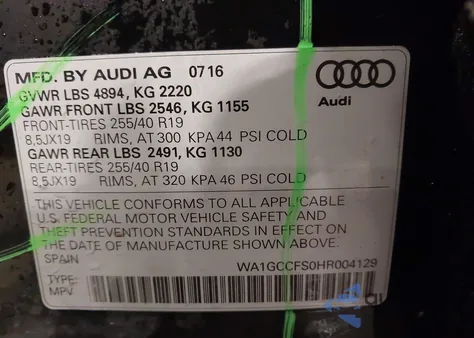 MFD. BY AUDI AG 07/16
GVWR LBS 4894, KG 2220
GAWR FRONT LBS 2546, KG 1155
FRONT-TIRES 255/40 R19
8,5JX19 RIMS, AT 300 KPA 44 PSI COLD
GAWR REAR LBS 2491, KG 1130
REAR-TIRES 255/40 R19
8,5JX19 RIMS, AT 320 KPA 46 PSI COLD
Audi
THIS VEHICLE CONFORMS TO ALL APPLICABLE
U.S. FEDERAL MOTOR VEHICLE SAFETY AND
THEFT PREVENTION STANDARDS IN EFFECT ON
THE DATE OF MANUFACTURE SHOWN ABOVE.
SPAIN WA1GCCFS0HR004129
TYPE:
MPV